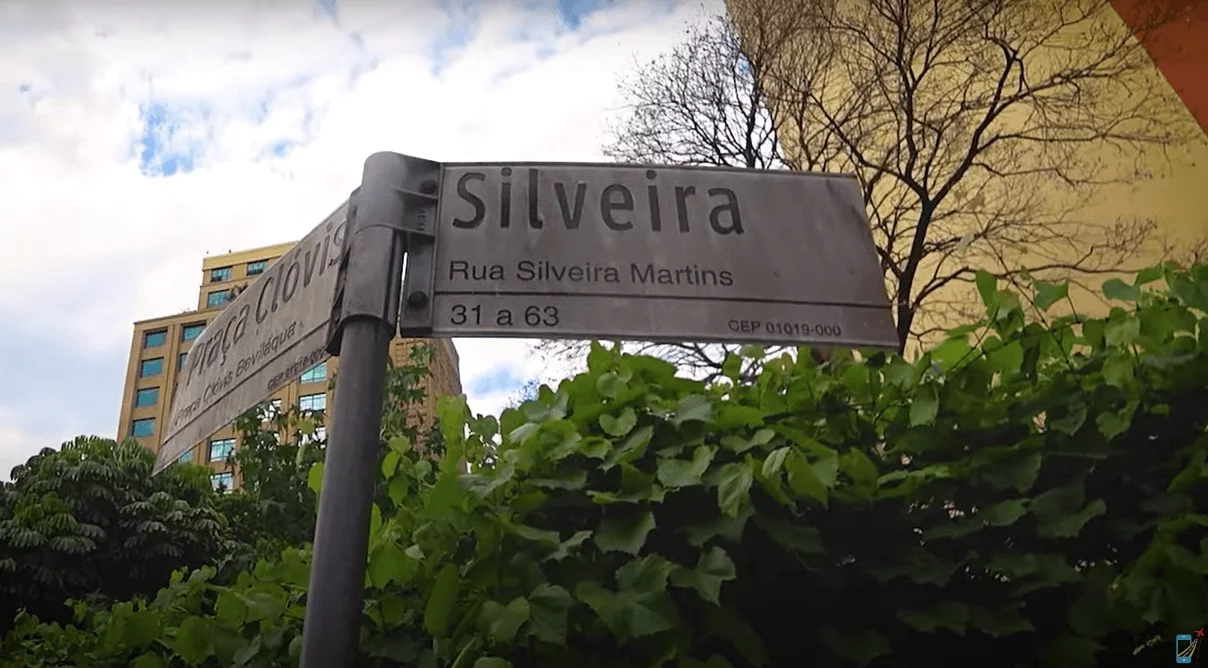 Praça Clóvis
Praça Clóvis Beviláqua
Silveira
Rua Silveira Martins
31 a 63
CEP 01019-000